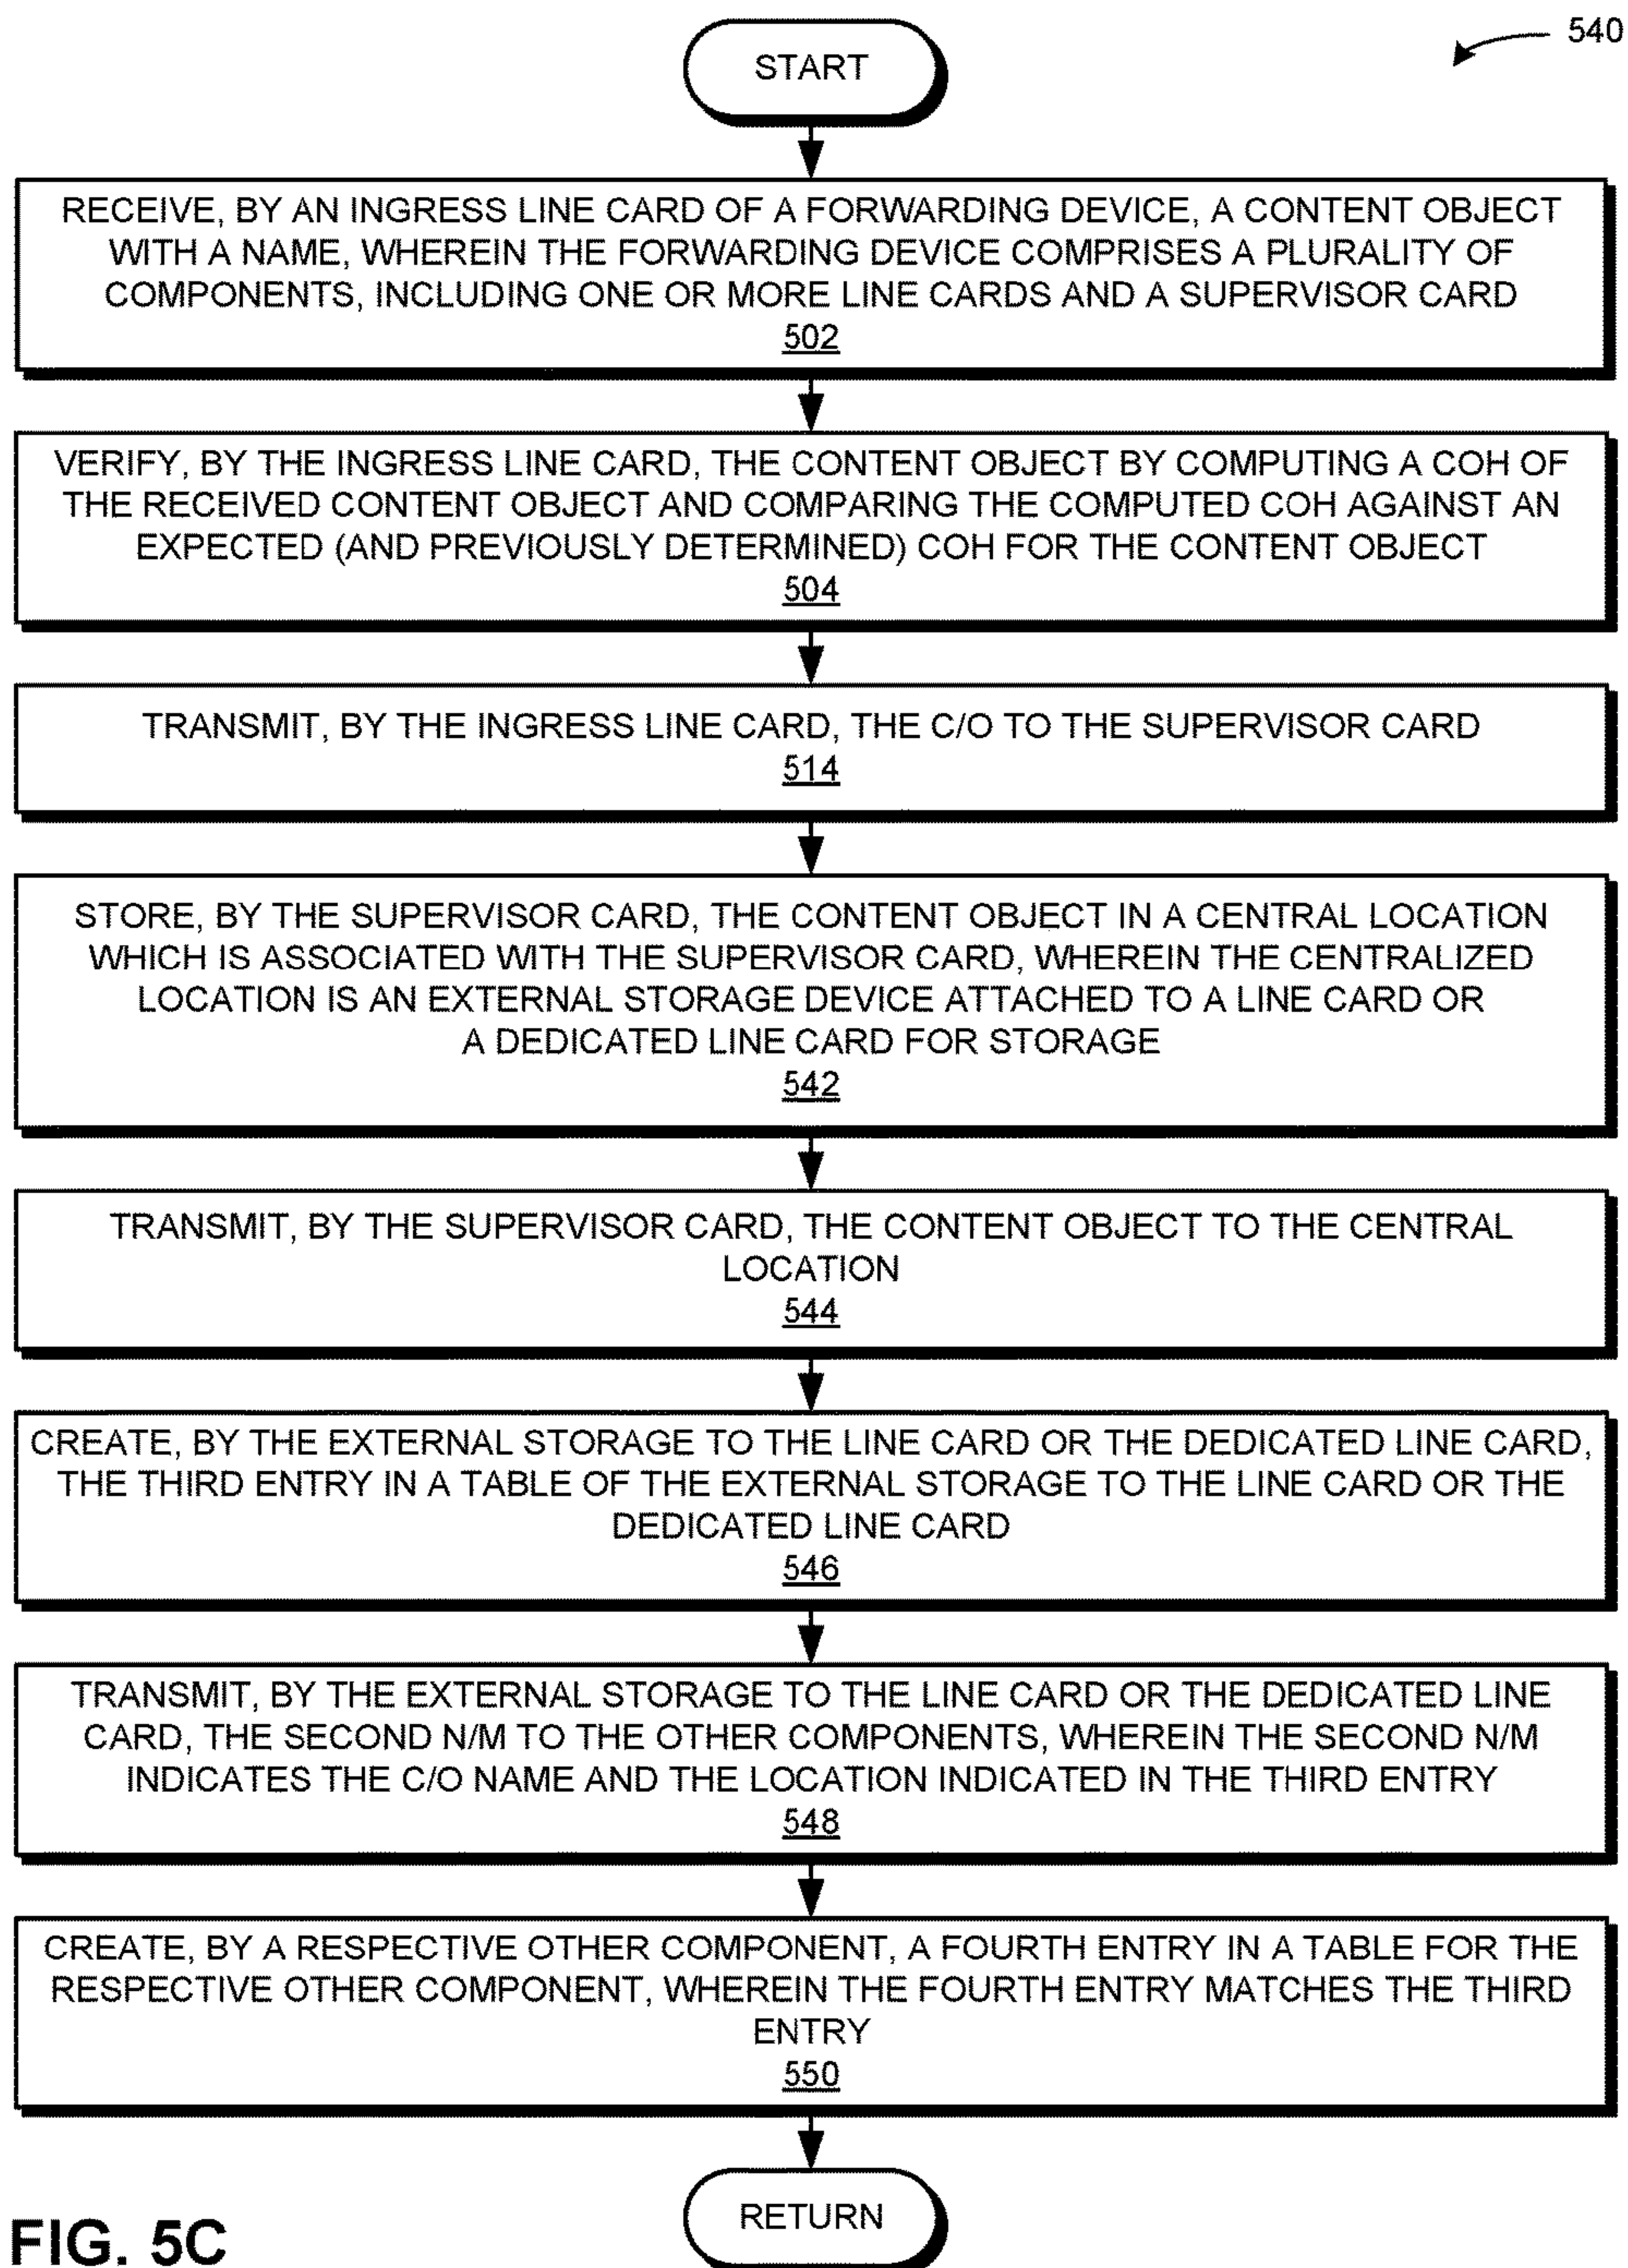 540
START
RECEIVE, BY AN INGRESS LINE CARD OF A FORWARDING DEVICE, A CONTENT OBJECT
WITH A NAME, WHEREIN THE FORWARDING DEVICE COMPRISES A PLURALITY OF
COMPONENTS, INCLUDING ONE OR MORE LINE CARDS AND A SUPERVISOR CARD
502
VERIFY, BY THE INGRESS LINE CARD, THE CONTENT OBJECT BY COMPUTING A COH OF
THE RECEIVED CONTENT OBJECT AND COMPARING THE COMPUTED COH AGAINST AN
EXPECTED (AND PREVIOUSLY DETERMINED) COH FOR THE CONTENT OBJECT
504
TRANSMIT, BY THE INGRESS LINE CARD, THE C/O TO THE SUPERVISOR CARD
514
STORE, BY THE SUPERVISOR CARD, THE CONTENT OBJECT IN A CENTRAL LOCATION
WHICH IS ASSOCIATED WITH THE SUPERVISOR CARD, WHEREIN THE CENTRALIZED
LOCATION IS AN EXTERNAL STORAGE DEVICE ATTACHED TO A LINE CARD OR
A DEDICATED LINE CARD FOR STORAGE
542
TRANSMIT, BY THE SUPERVISOR CARD, THE CONTENT OBJECT TO THE CENTRAL
LOCATION
544
CREATE, BY THE EXTERNAL STORAGE TO THE LINE CARD OR THE DEDICATED LINE CARD,
THE THIRD ENTRY IN A TABLE OF THE EXTERNAL STORAGE TO THE LINE CARD OR THE
DEDICATED LINE CARD
546
TRANSMIT, BY THE EXTERNAL STORAGE TO THE LINE CARD OR THE DEDICATED LINE
CARD, THE SECOND N/M TO THE OTHER COMPONENTS, WHEREIN THE SECOND N/M
INDICATES THE C/O NAME AND THE LOCATION INDICATED IN THE THIRD ENTRY
548
CREATE, BY A RESPECTIVE OTHER COMPONENT, A FOURTH ENTRY IN A TABLE FOR THE
RESPECTIVE OTHER COMPONENT, WHEREIN THE FOURTH ENTRY MATCHES THE THIRD
ENTRY
550
RETURN
FIG. 5C